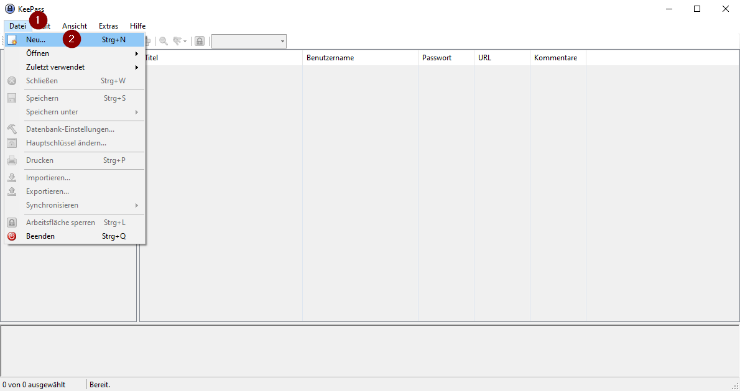 KeePass
1
Datei Ansicht Extras Hilfe
Neu... 2 Strg+N
Öffnen
Zuletzt verwendet
Schließen Strg+W
Speichern Strg+S
Speichern unter
Datenbank-Einstellungen...
Hauptschlüssel ändern...
Drucken Strg+P
Importieren...
Exportieren...
Synchronisieren
Arbeitsfläche sperren Strg+L
Beenden Strg+Q
Benutzername Passwort URL Kommentare
0 von 0 ausgewählt Bereit.